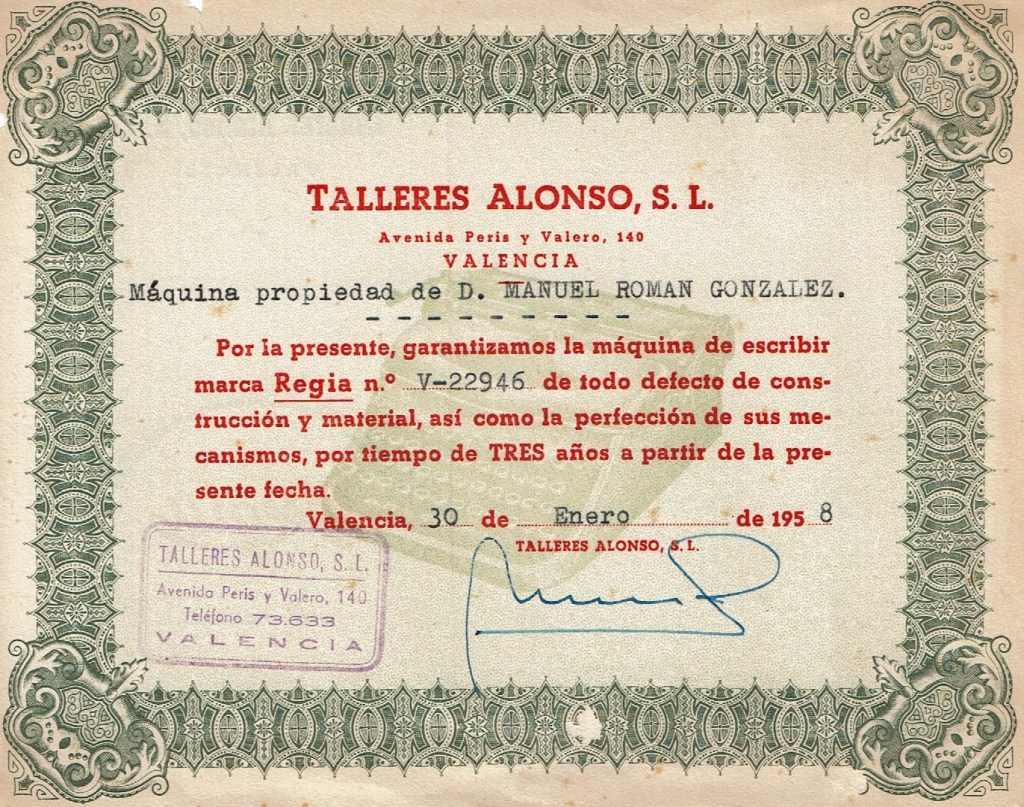 TALLERES ALONSO, S. L.
Avenida Peris y Valero, 140
VALENCIA
Máquina propiedad de D. MANUEL ROMAN GONZALEZ.
- - - - - - - - -
Por la presente, garantizamos la máquina de escribir
marca Regia n.º V-22946 de todo defecto de cons-
trucción y material, así como la perfección de sus me-
canismos, por tiempo de TRES años a partir de la pre-
sente fecha.
Valencia, 30 de Enero de 1958
TALLERES ALONSO, S. L.
TALLERES ALONSO, S. L.
Avenida Peris y Valero, 140
Teléfono 73.633
VALENCIA